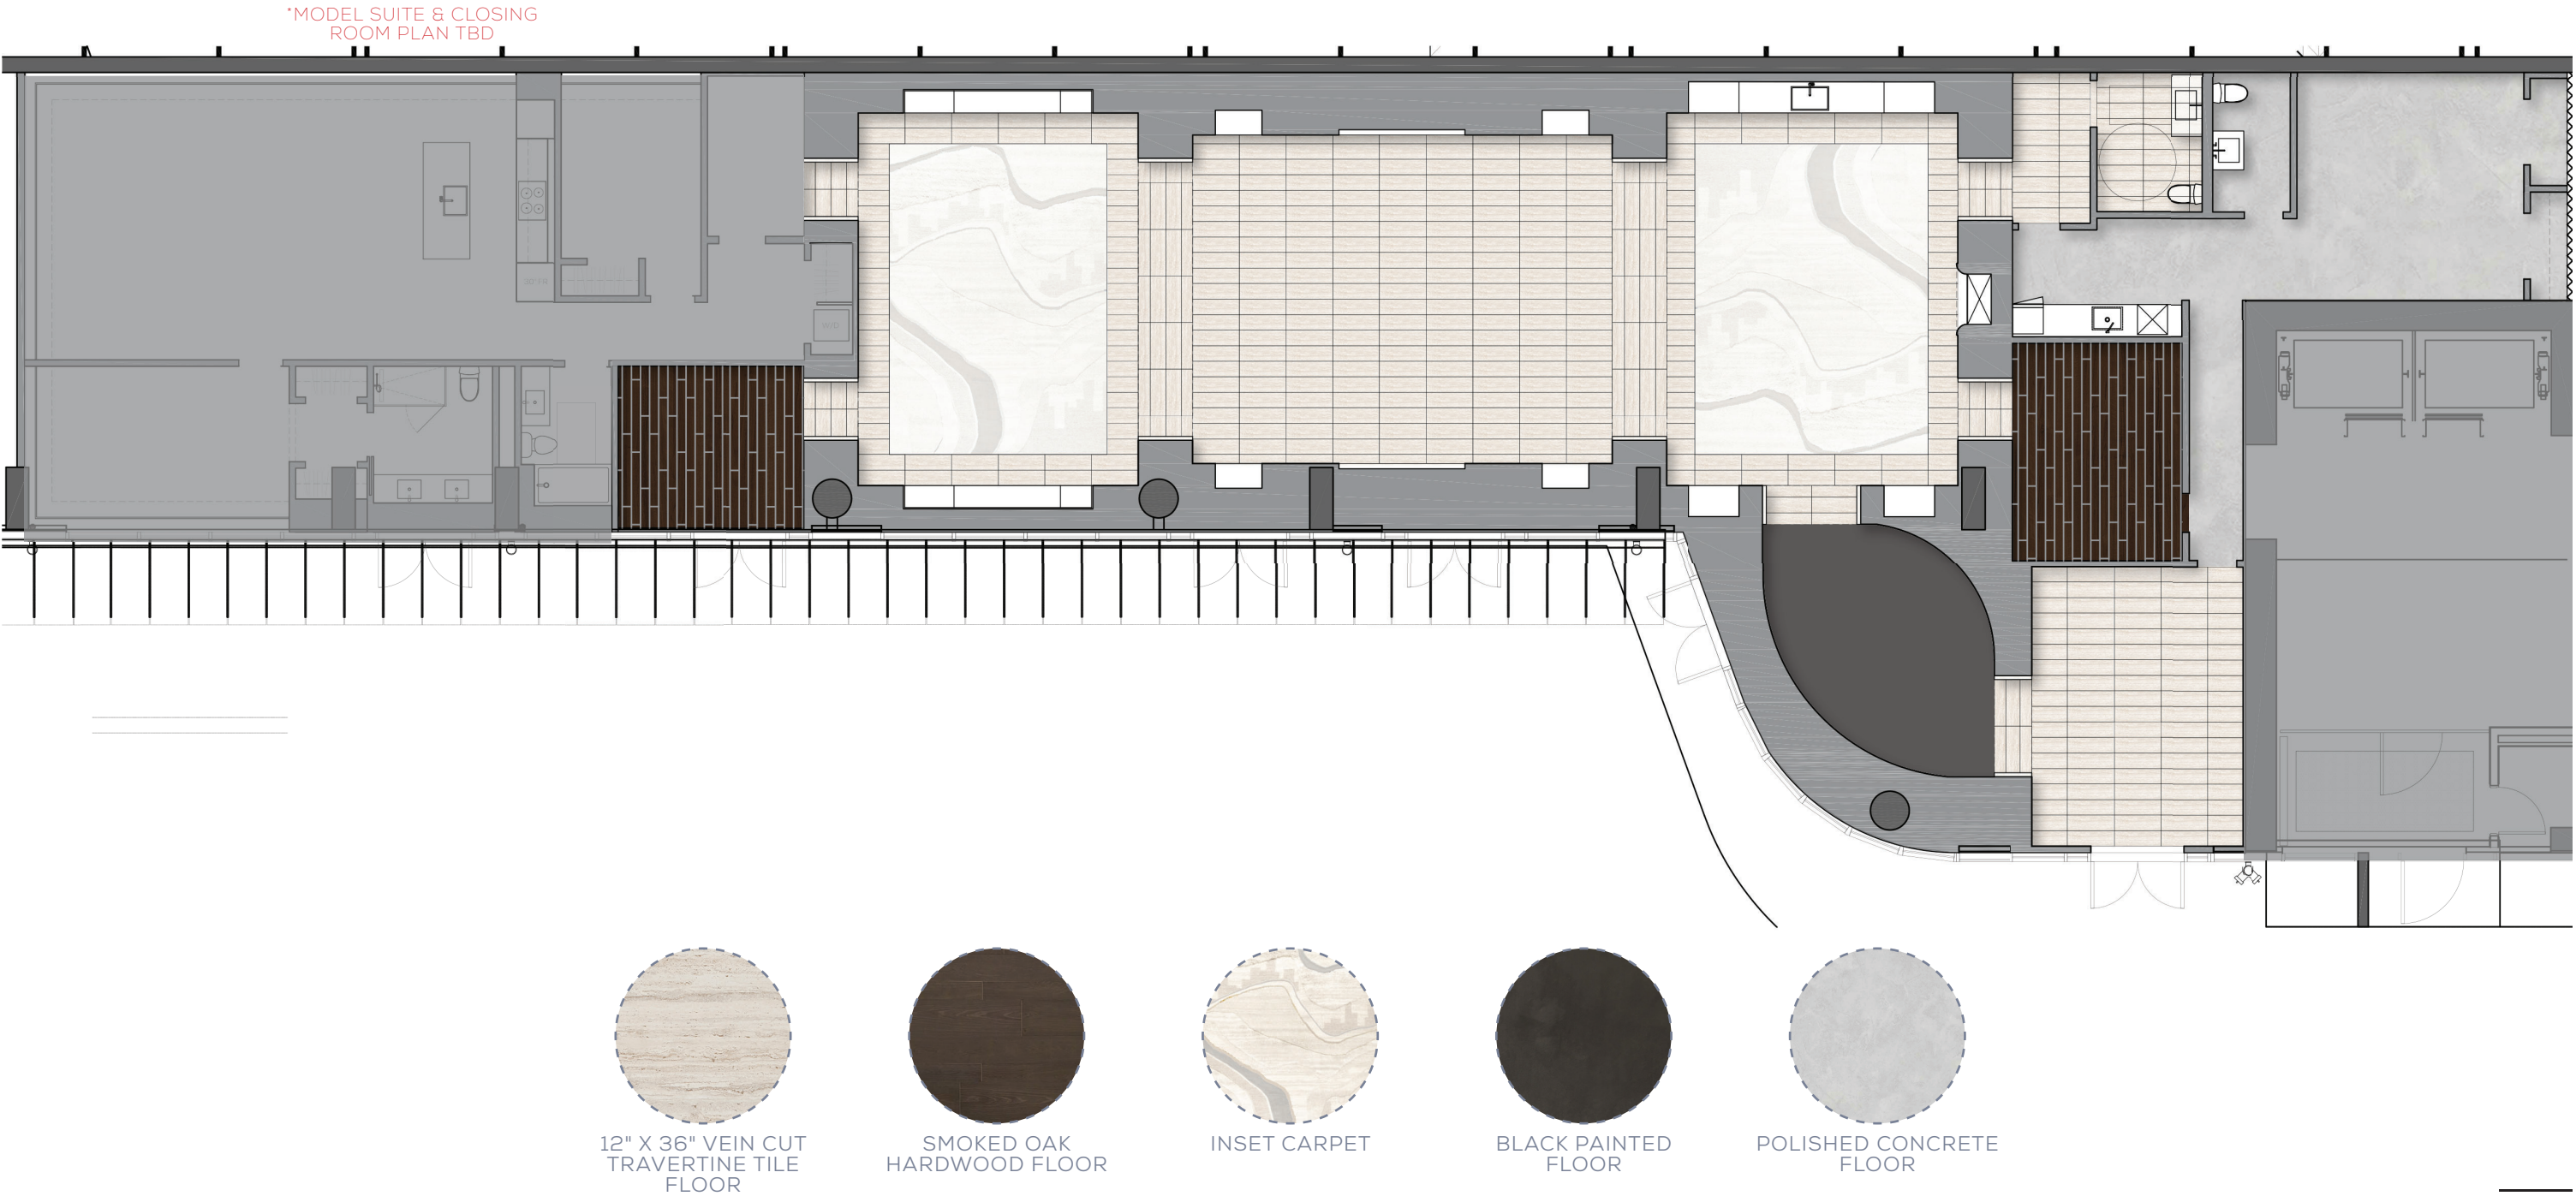 *MODEL SUITE & CLOSING
ROOM PLAN TBD
W/D
12" X 36" VEIN CUT
TRAVERTINE TILE
FLOOR
SMOKED OAK
HARDWOOD FLOOR
INSET CARPET
BLACK PAINTED
FLOOR
POLISHED CONCRETE
FLOOR